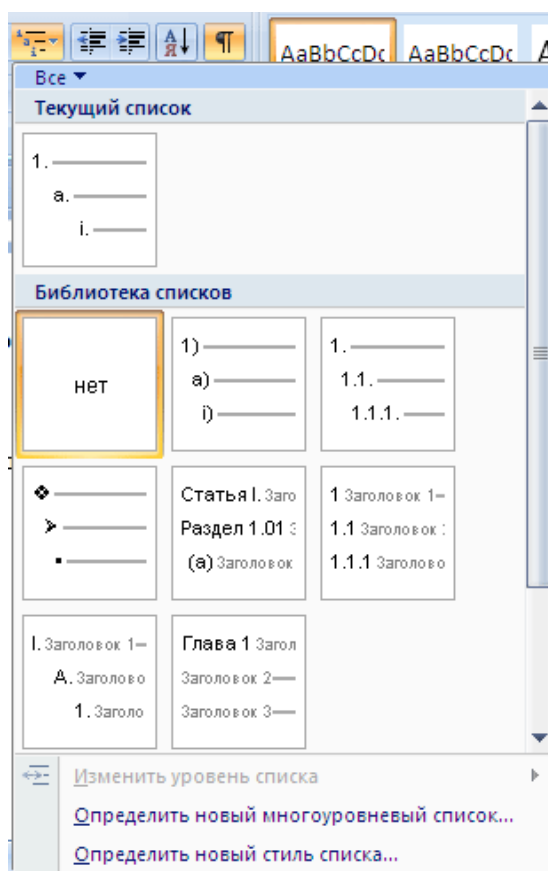 АЯ ¶
AaBbCcDc AaBbCcDc A
Все
Текущий список
1.
a.
i.
Библиотека списков
нет
1)
a)
i)
1.
1.1.
1.1.1.
Статья I. Заго
Раздел 1.01 З
(a) Заголовок
1 Заголовок 1
1.1 Заголовок 2
1.1.1 Заголово
I. Заголовок 1
A. Заголово
1. Заголо
Глава 1 Загол
Заголовок 2
Заголовок 3
Изменить уровень списка
Определить новый многоуровневый список...
Определить новый стиль списка...